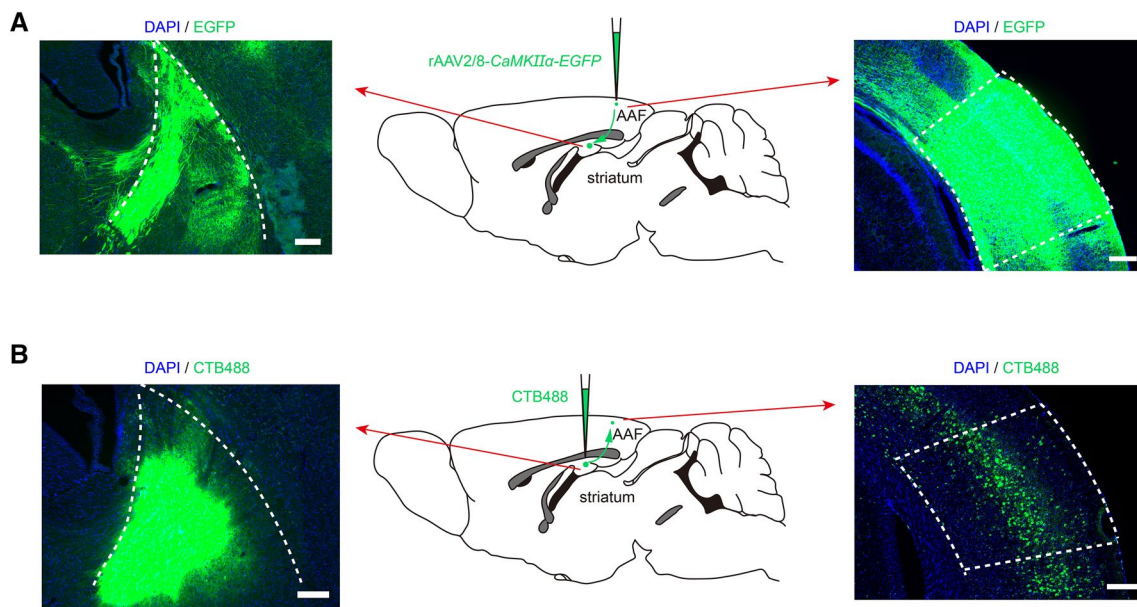 A
DAPI / EGFP
rAAV2/8-CaMKIIα-EGFP
AAF
striatum
DAPI / EGFP
B
DAPI / CTB488
CTB488
AAF
striatum
DAPI / CTB488